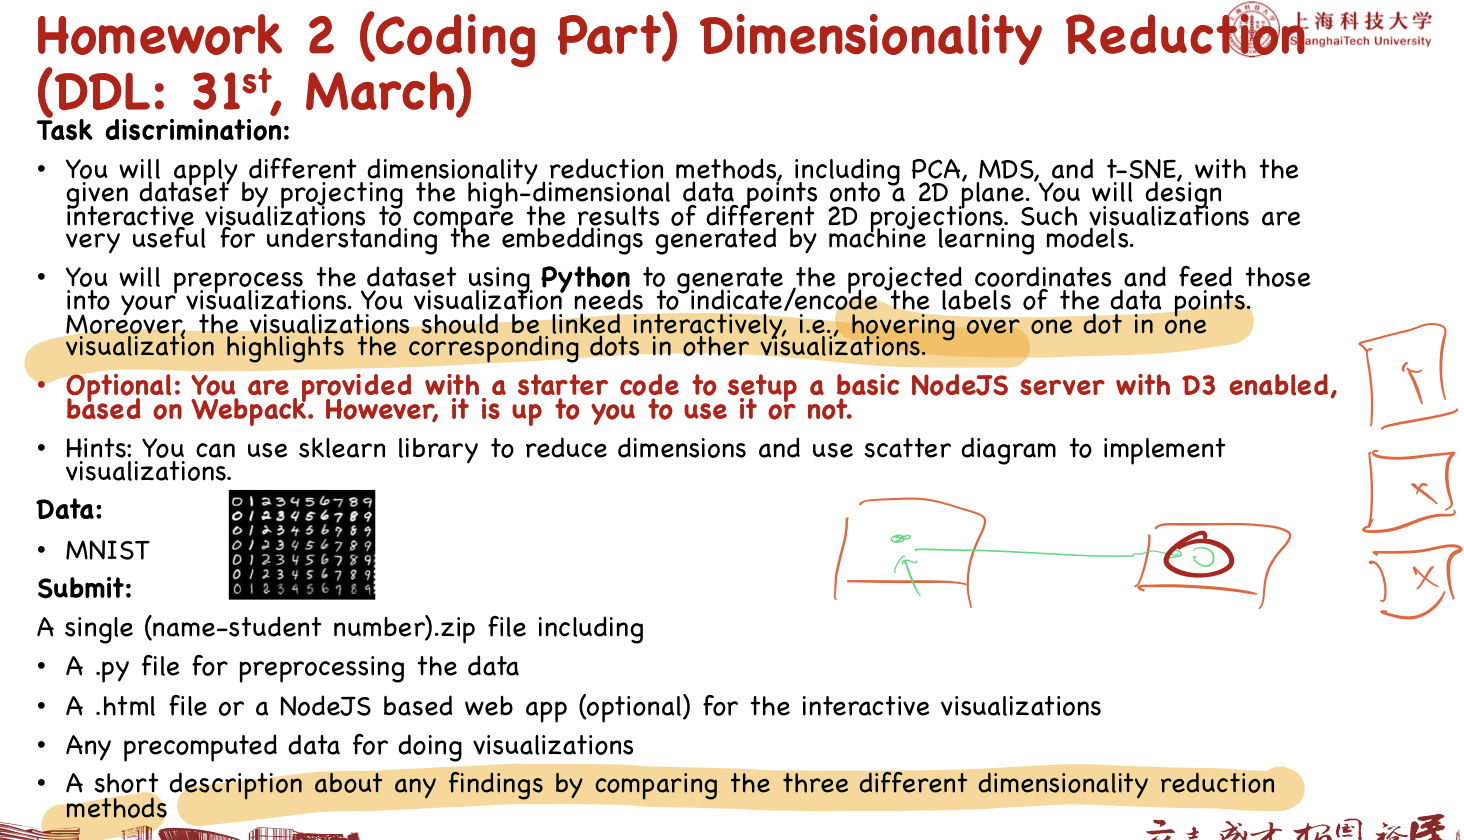 Homework 2 (Coding Part) Dimensionality Reduction
上海科技大学
ShanghaiTech University
(DDL: 31st, March)
Task discrimination:
• You will apply different dimensionality reduction methods, including PCA, MDS, and t-SNE, with the
given dataset by projecting the high-dimensional data points onto a 2D plane. You will design
interactive visualizations to compare the results of different 2D projections. Such visualizations are
very useful for understanding the embeddings generated by machine learning models.
• You will preprocess the dataset using Python to generate the projected coordinates and feed those
into your visualizations. You visualization needs to indicate/encode the labels of the data points.
Moreover, the visualizations should be linked interactively, i.e., hovering over one dot in one
visualization highlights the corresponding dots in other visualizations.
• Optional: You are provided with a starter code to setup a basic NodeJS server with D3 enabled,
based on Webpack. However, it is up to you to use it or not.
• Hints: You can use sklearn library to reduce dimensions and use scatter diagram to implement
visualizations.
Data:
• MNIST
0 1 2 3 4 5 6 7 8 9
0 1 2 3 4 5 6 7 8 9
0 1 2 3 4 5 6 7 8 9
0 1 2 3 4 5 6 7 8 9
0 1 2 3 4 5 6 7 8 9
0 1 2 3 4 5 6 7 8 9
0 1 2 3 4 5 6 7 8 9
Submit:
A single (name-student number).zip file including
• A .py file for preprocessing the data
• A .html file or a NodeJS based web app (optional) for the interactive visualizations
• Any precomputed data for doing visualizations
• A short description about any findings by comparing the three different dimensionality reduction
methods